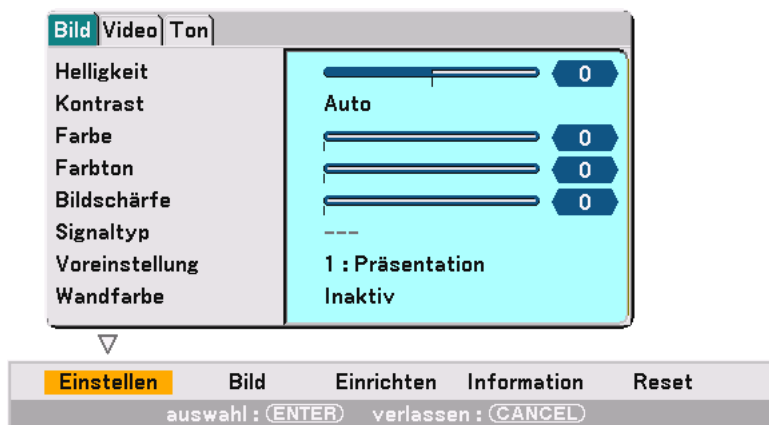 Bild Video Ton
Helligkeit 0
Kontrast Auto
Farbe 0
Farbton 0
Bildschärfe 0
Signaltyp ---
Voreinstellung 1 : Präsentation
Wandfarbe Inaktiv
Einstellen Bild Einrichten Information Reset
auswahl : ENTER verlassen : CANCEL